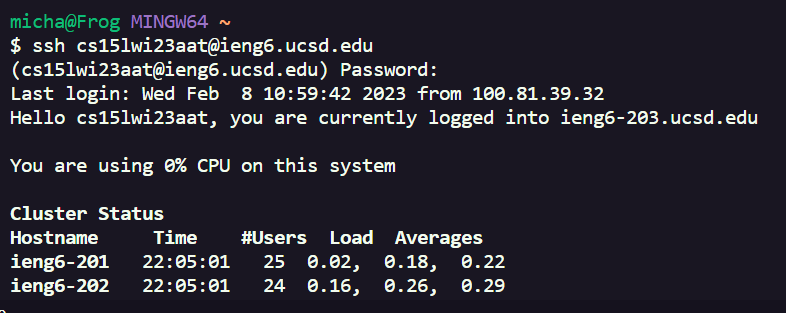 micha@Frog MINGW64 ~
$ ssh cs15lwi23aat@ieng6.ucsd.edu
(cs15lwi23aat@ieng6.ucsd.edu) Password:
Last login: Wed Feb  8 10:59:42 2023 from 100.81.39.32
Hello cs15lwi23aat, you are currently logged into ieng6-203.ucsd.edu
You are using 0% CPU on this system
Cluster Status
Hostname     Time    #Users  Load  Averages
ieng6-201   22:05:01   25  0.02,  0.18,  0.22
ieng6-202   22:05:01   24  0.16,  0.26,  0.29